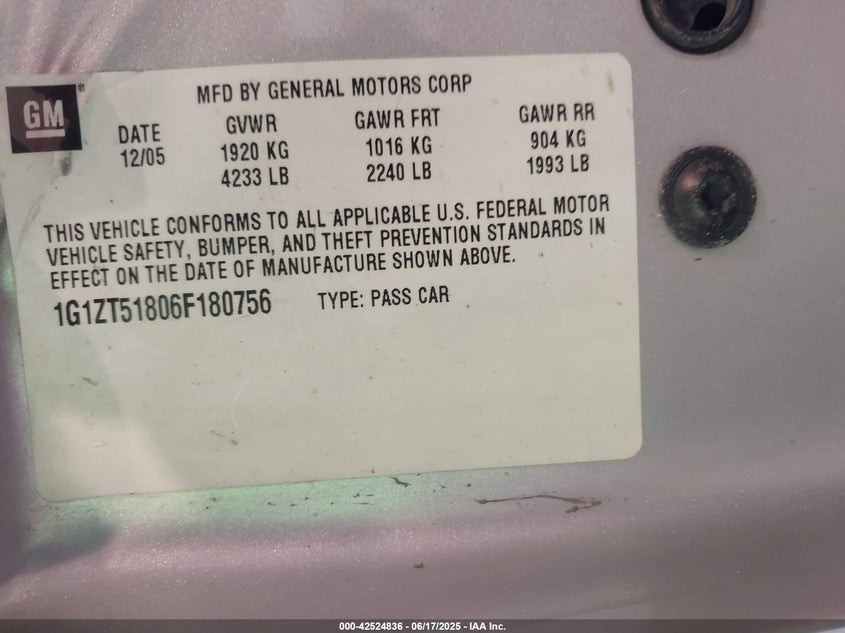 GM®
MFD BY GENERAL MOTORS CORP
DATE GVWR GAWR FRT GAWR RR
12/05 1920 KG 1016 KG 904 KG
4233 LB 2240 LB 1993 LB
THIS VEHICLE CONFORMS TO ALL APPLICABLE U.S. FEDERAL MOTOR
VEHICLE SAFETY, BUMPER, AND THEFT PREVENTION STANDARDS IN
EFFECT ON THE DATE OF MANUFACTURE SHOWN ABOVE.
1G1ZT51806F180756 TYPE: PASS CAR
000-42524836 - 06/17/2025 - IAA Inc.